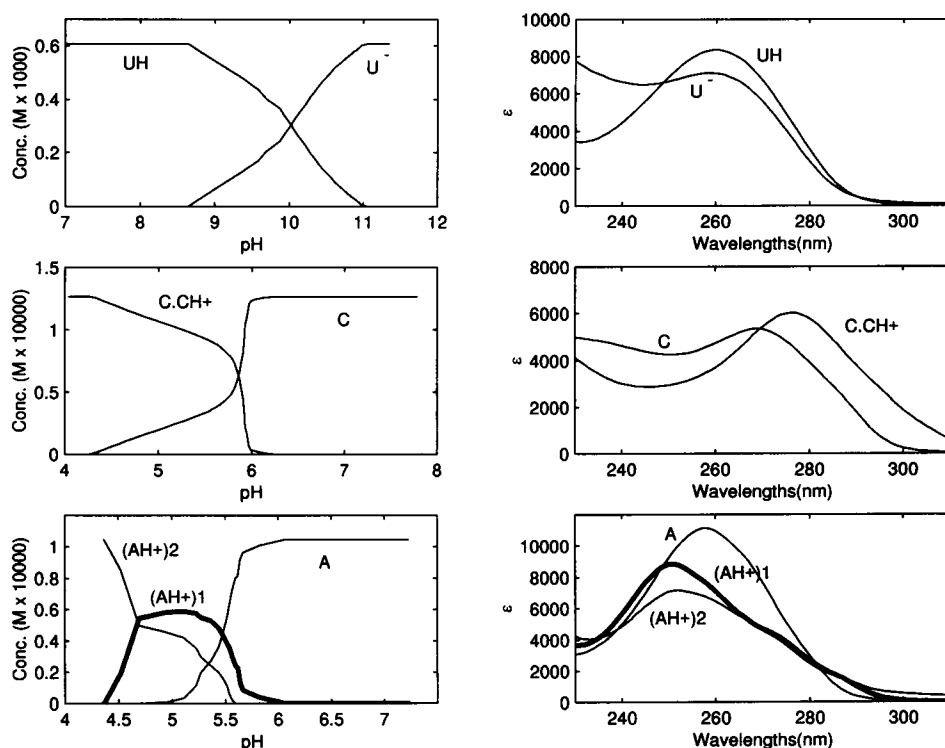 Conc. (M x 1000)
0.6
0.4
0.2
0
UH
U -
7 8 9 10 11 12
pH
ε
10000
8000
6000
4000
2000
0
UH
U -
240 260 280 300
Wavelengths(nm)
Conc. (M x 10000)
1.5
1
0.5
0
C.CH+
C
4 5 6 7 8
pH
ε
8000
6000
4000
2000
0
C
C.CH+
240 260 280 300
Wavelengths(nm)
Conc. (M x 10000)
1
0.8
0.6
0.4
0.2
0
(AH+)2
(AH+)1
A
4 4.5 5 5.5 6 6.5 7
pH
ε
10000
8000
6000
4000
2000
0
A
(AH+)1
(AH+)2
240 260 280 300
Wavelengths(nm)